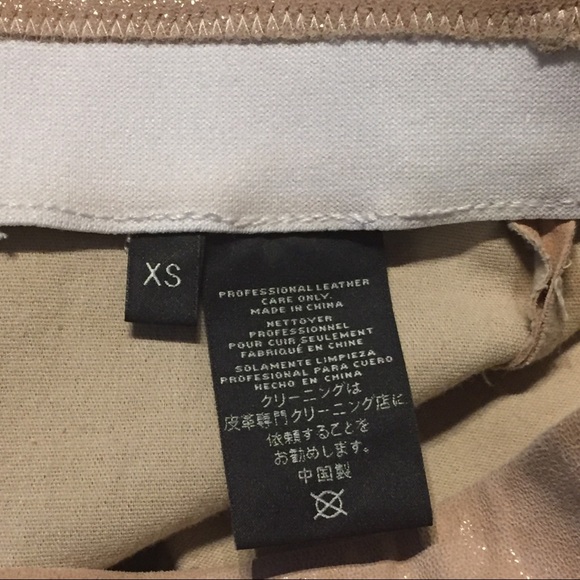 XS
PROFESSIONAL LEATHER
CARE ONLY.
MADE IN CHINA
NETTOYER
PROFESSIONNEL
POUR CUIR SEULEMENT
FABRIQUÉ EN CHINE
SOLAMENTE LIMPIEZA
PROFESIONAL PARA CUERO
HECHO EN CHINA
クリーニングは
皮革専門クリーニング店に
依頼することを
お勧めします。
中国製